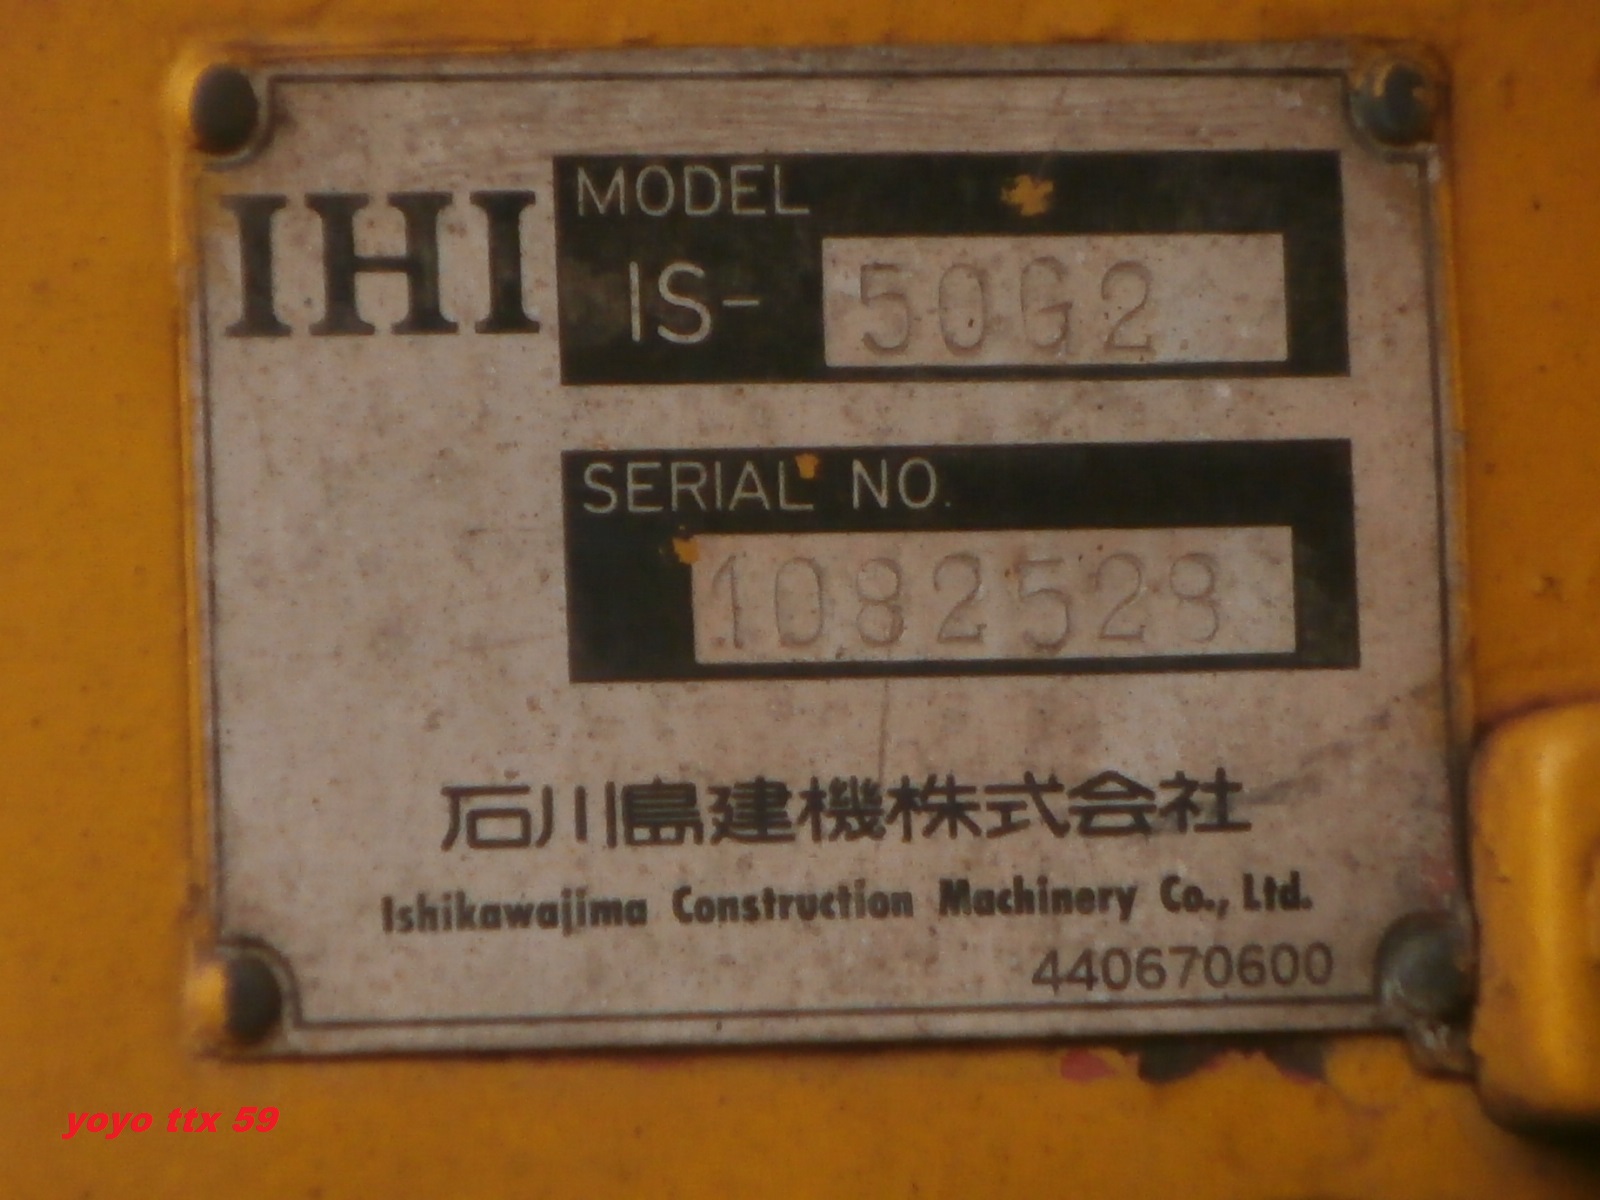 IHI
MODEL
IS- 50G2
SERIAL NO.
1082528
石川島建機株式会社
Ishikawajima Construction Machinery Co., Ltd.
440670600
yoyo ttx 59